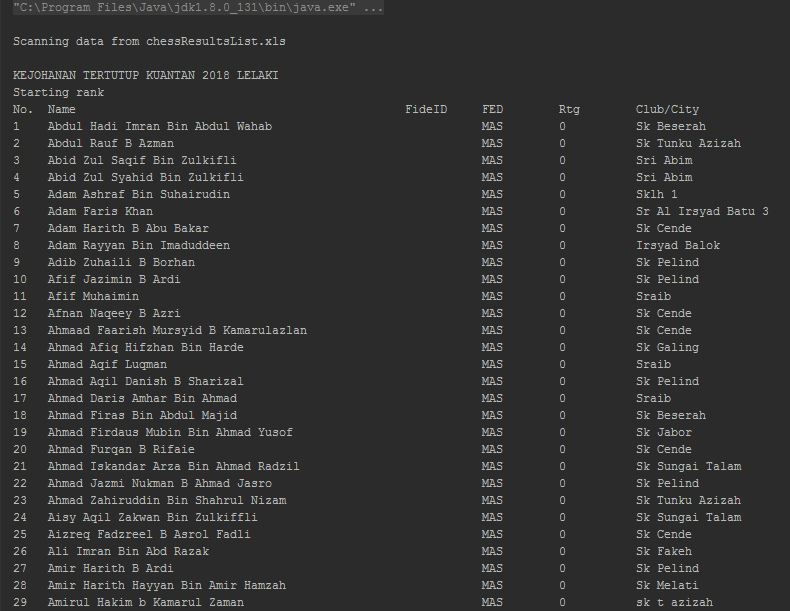 "C:\Program Files\Java\jdk1.8.0_131\bin\java.exe" ...
Scanning data from chessResultsList.xls
KEJOHANAN TERTUTUP KUANTAN 2018 LELAKI
Starting rank
No. Name FideID FED Rtg Club/City
1 Abdul Hadi Imran Bin Abdul Wahab MAS 0 Sk Beserah
2 Abdul Rauf B Azman MAS 0 Sk Tunku Azizah
3 Abid Zul Saqif Bin Zulkifli MAS 0 Sri Abim
4 Abid Zul Syahid Bin Zulkifli MAS 0 Sri Abim
5 Adam Ashraf Bin Suhairudin MAS 0 Sklh 1
6 Adam Faris Khan MAS 0 Sr Al Irsyad Batu 3
7 Adam Harith B Abu Bakar MAS 0 Sk Cende
8 Adam Rayyan Bin Imaduddeen MAS 0 Irsyad Balok
9 Adib Zuhaili B Borhan MAS 0 Sk Pelind
10 Afif Jazimin B Ardi MAS 0 Sk Pelind
11 Afif Muhaimin MAS 0 Sraib
12 Afnan Naqeey B Azri MAS 0 Sk Cende
13 Ahmaad Faarish Mursyid B Kamarulazlan MAS 0 Sk Cende
14 Ahmad Afiq Hifzhan Bin Harde MAS 0 Sk Galing
15 Ahmad Aqif Luqman MAS 0 Sraib
16 Ahmad Aqil Danish B Sharizal MAS 0 Sk Pelind
17 Ahmad Daris Amhar Bin Ahmad MAS 0 Sraib
18 Ahmad Firas Bin Abdul Majid MAS 0 Sk Beserah
19 Ahmad Firdaus Mubin Bin Ahmad Yusof MAS 0 Sk Jabor
20 Ahmad Furqan B Rifaie MAS 0 Sk Cende
21 Ahmad Iskandar Arza Bin Ahmad Radzil MAS 0 Sk Sungai Talam
22 Ahmad Jazmi Nukman B Ahmad Jasro MAS 0 Sk Pelind
23 Ahmad Zahiruddin Bin Shahrul Nizam MAS 0 Sk Tunku Azizah
24 Aisy Aqil Zakwan Bin Zulkiffli MAS 0 Sk Sungai Talam
25 Aizreq Fadzreel B Asrol Fadli MAS 0 Sk Cende
26 Ali Imran Bin Abd Razak MAS 0 Sk Fakeh
27 Amir Harith B Ardi MAS 0 Sk Pelind
28 Amir Harith Hayyan Bin Amir Hamzah MAS 0 Sk Melati
29 Amirul Hakim b Kamarul Zaman MAS 0 sk t azizah